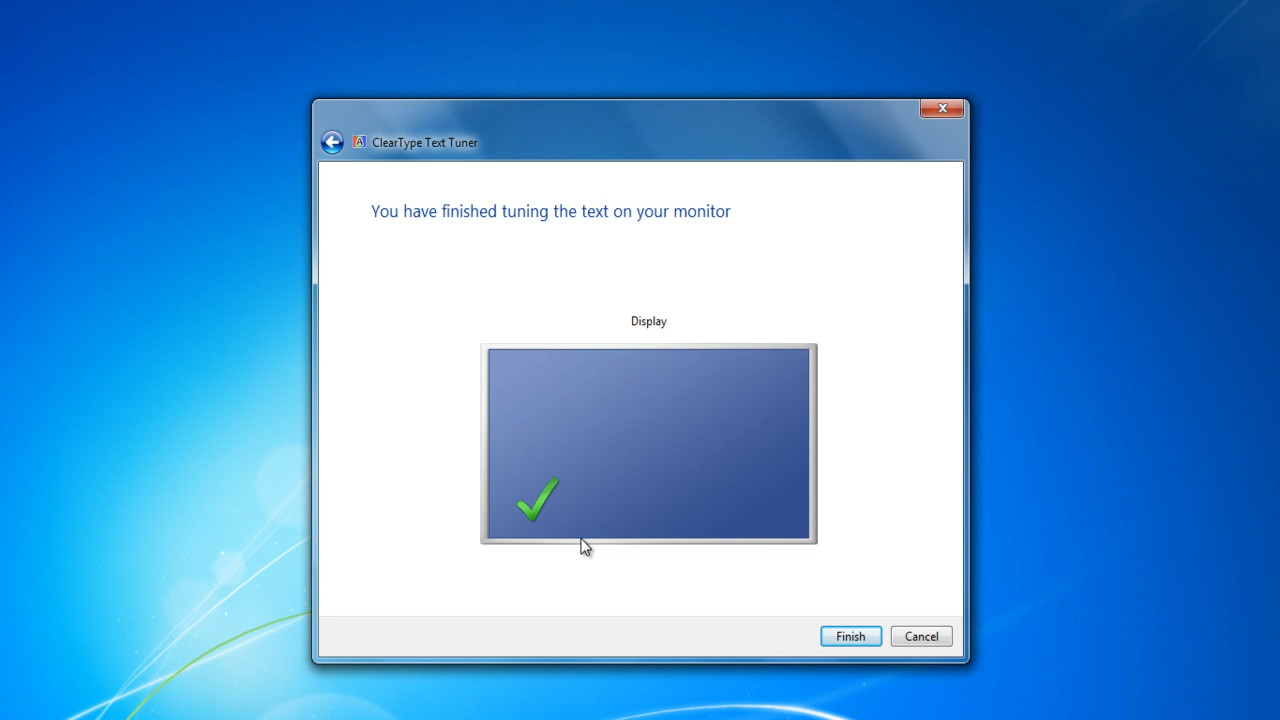 ClearType Text Tuner
You have finished tuning the text on your monitor
Display
Finish
Cancel